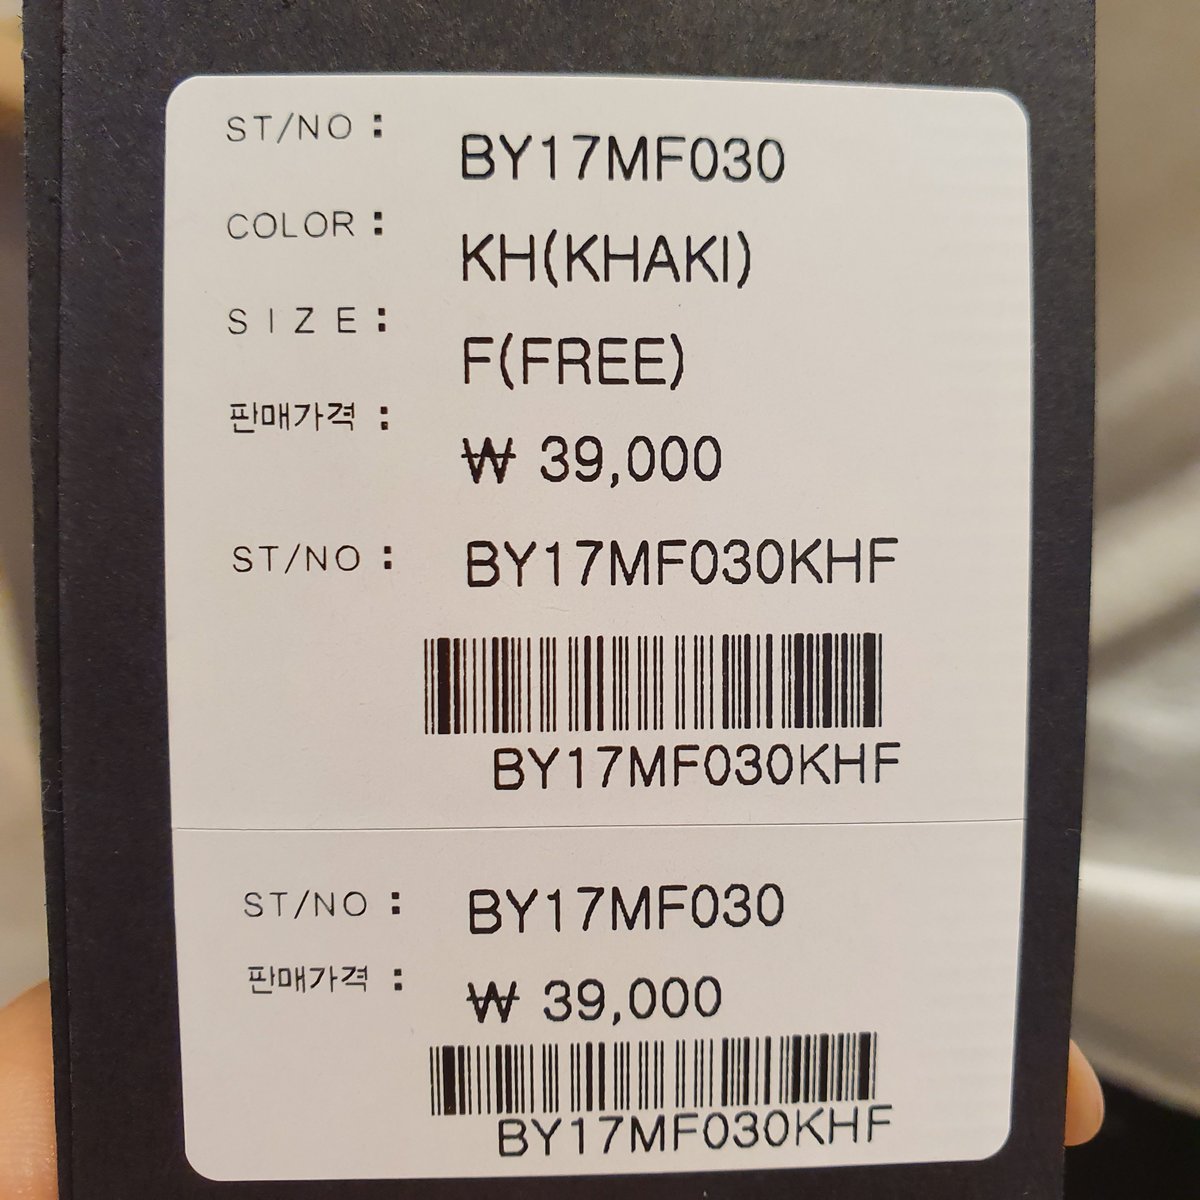 ST/NO : BY17MF030
COLOR : KH(KHAKI)
SIZE : F(FREE)
판매가격 : ₩ 39,000
ST/NO : BY17MF030KHF
BY17MF030KHF
ST/NO : BY17MF030
판매가격 : ₩ 39,000
BY17MF030KHF